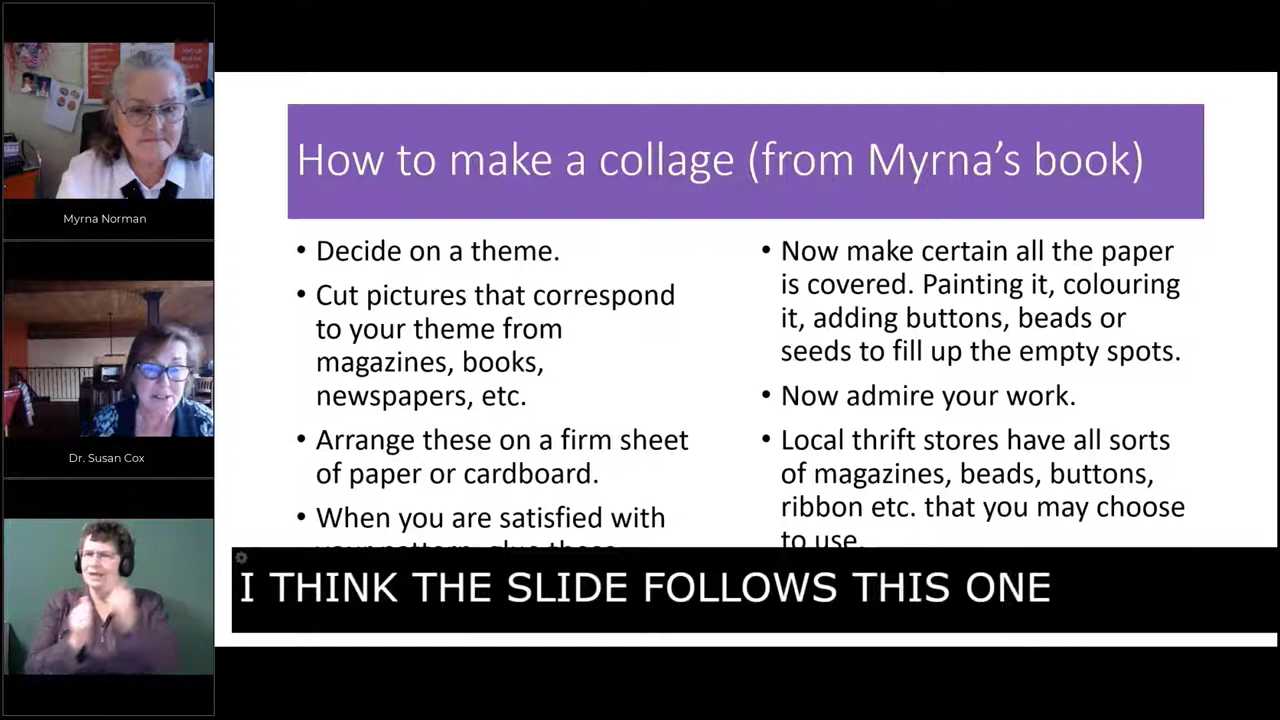 Myrna Norman
Dr. Susan Cox
How to make a collage (from Myrna's book)
• Decide on a theme.
• Cut pictures that correspond
to your theme from
magazines, books,
newspapers, etc.
• Arrange these on a firm sheet
of paper or cardboard.
• When you are satisfied with
• Now make certain all the paper
is covered. Painting it, colouring
it, adding buttons, beads or
seeds to fill up the empty spots.
• Now admire your work.
• Local thrift stores have all sorts
of magazines, beads, buttons,
ribbon etc. that you may choose
to use.
I THINK THE SLIDE FOLLOWS THIS ONE